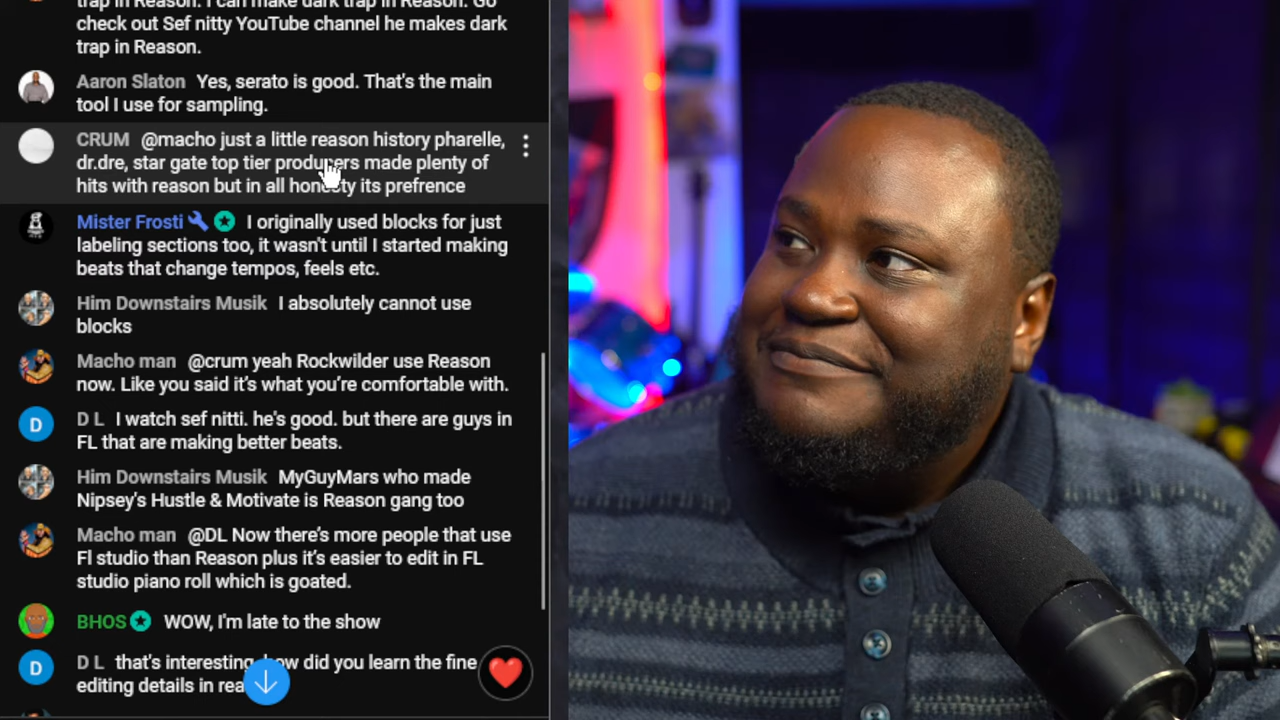 trap in Reason. I can make dark trap in Reason. Go
check out Sef nitty YouTube channel he makes dark
trap in Reason.
Aaron Slaton Yes, serato is good. That's the main
tool I use for sampling.
CRUM @macho just a little reason history pharelle,
dr.dre, star gate top tier producers made plenty of
hits with reason but in all honesty its prefrence
Mister Frosti I originally used blocks for just
labeling sections too, it wasn't until I started making
beats that change tempos, feels etc.
Him Downstairs Musik I absolutely cannot use
blocks
Macho man @crum yeah Rockwilder use Reason
now. Like you said it's what you're comfortable with.
D
D L I watch sef nitti. he's good. but there are guys in
FL that are making better beats.
Him Downstairs Musik MyGuyMars who made
Nipsey's Hustle & Motivate is Reason gang too
Macho man @DL Now there's more people that use
Fl studio than Reason plus it's easier to edit in FL
studio piano roll which is goated.
BHOS WOW, I'm late to the show
D
D L that's interesting, how did you learn the fine
editing details in rea